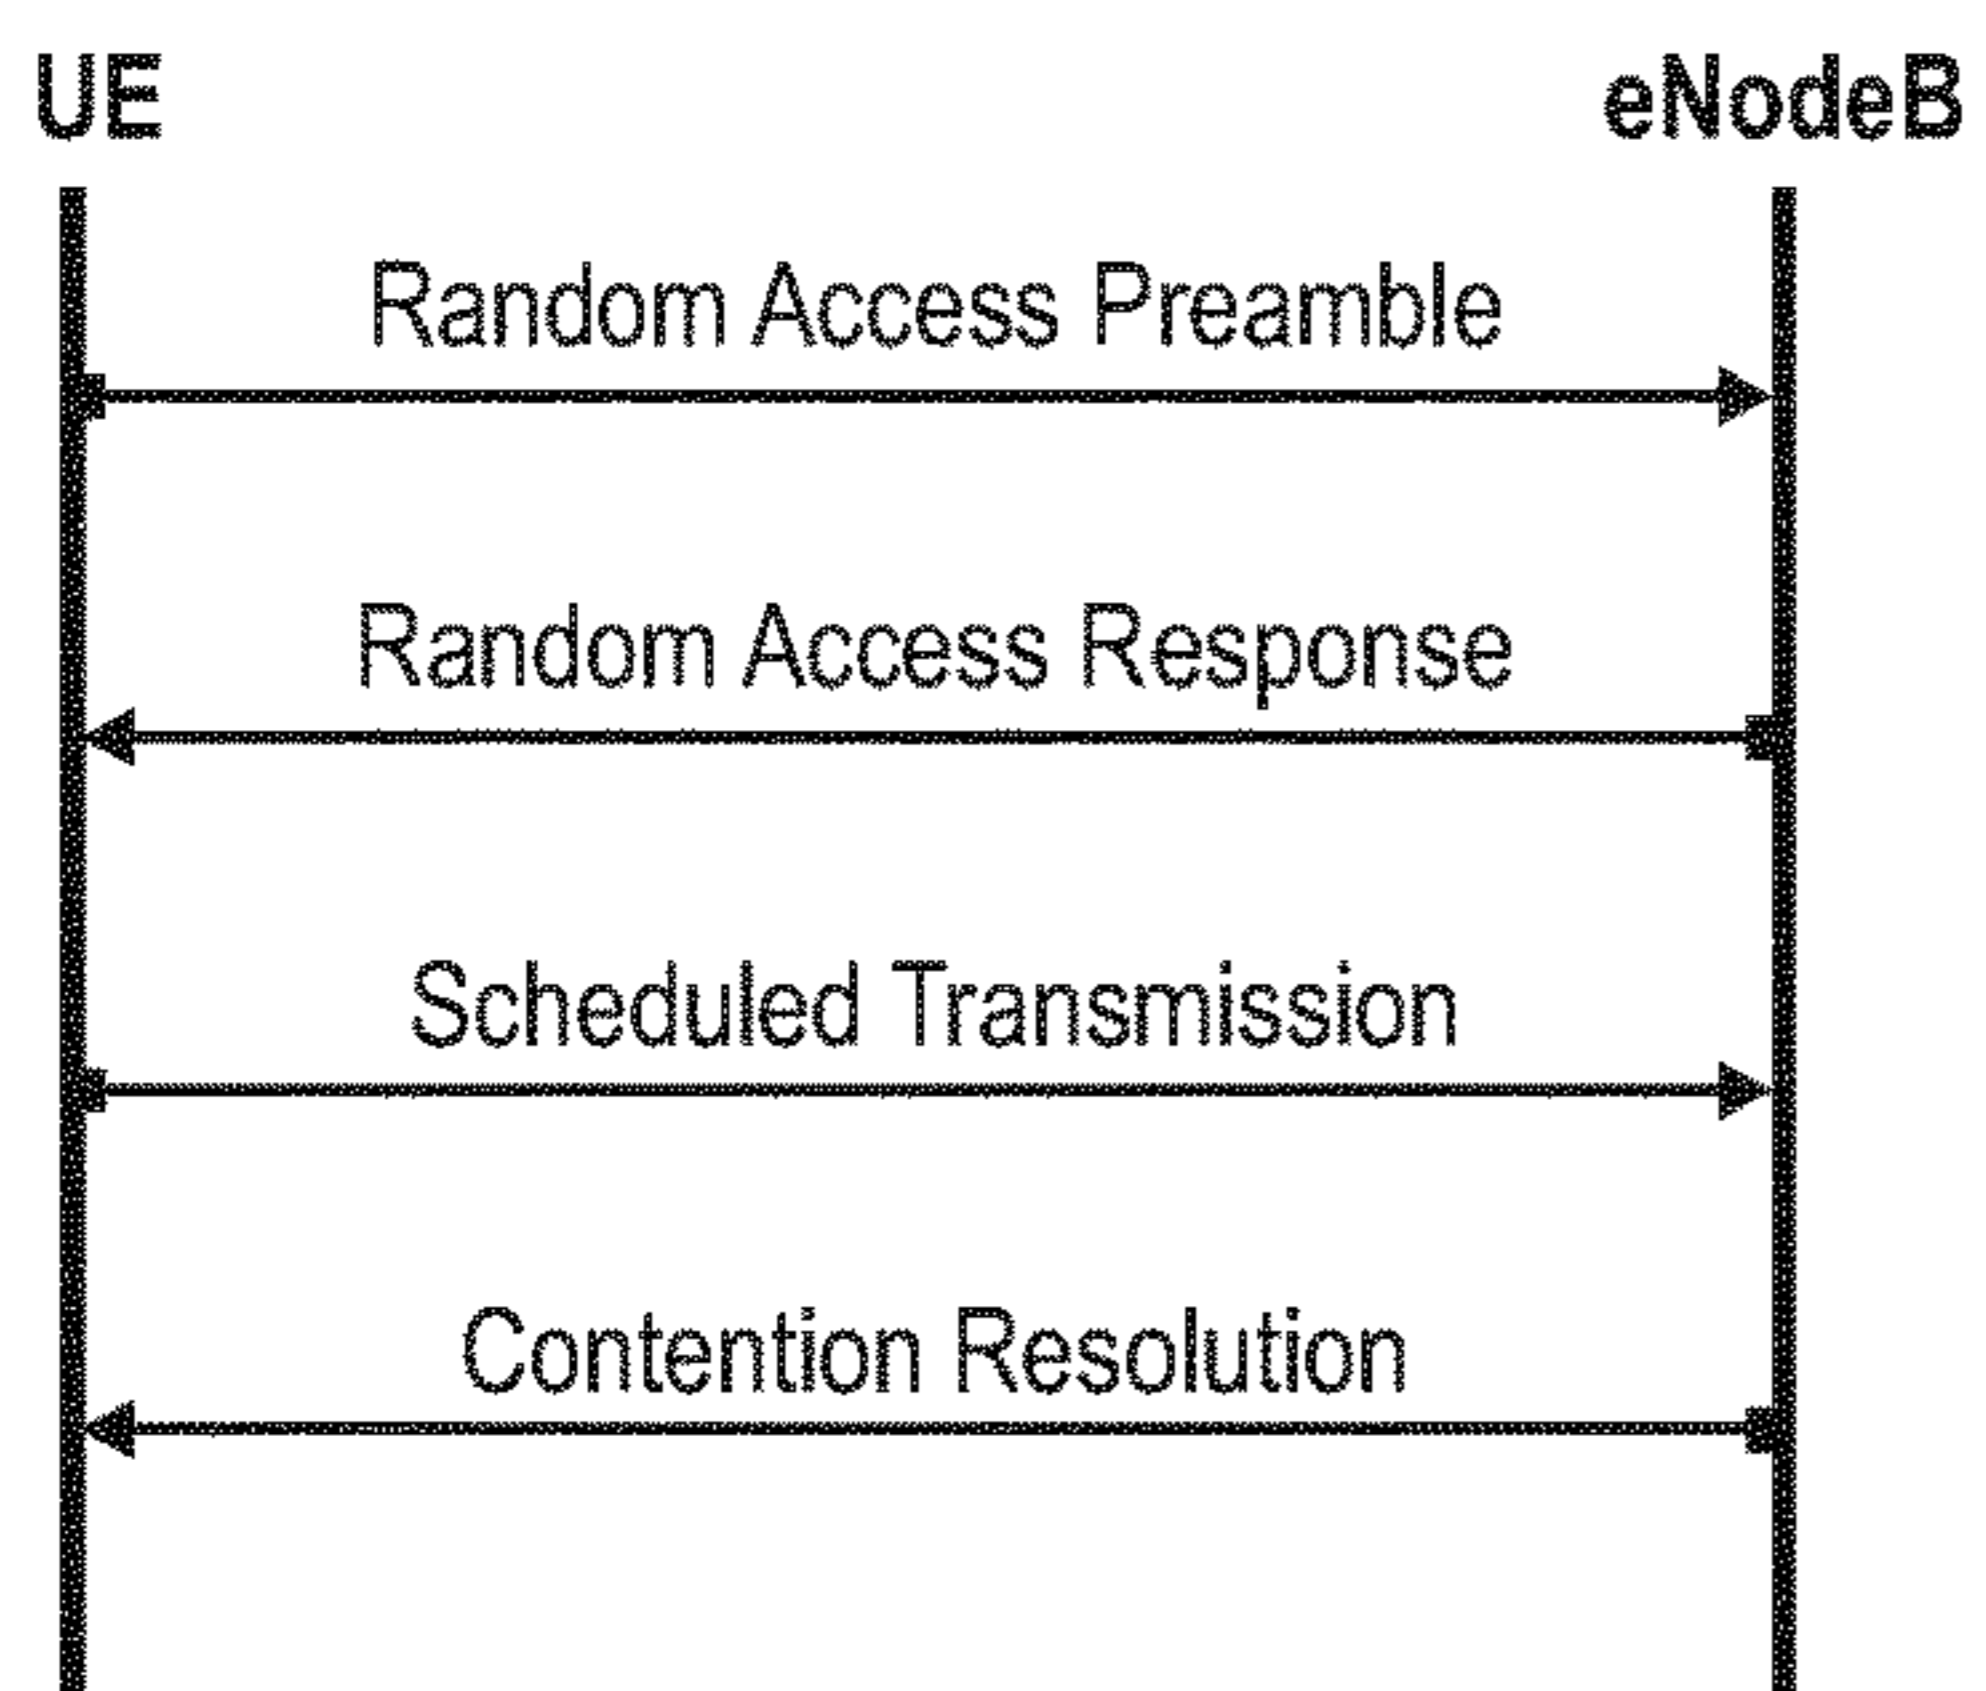 UE eNodeB
Random Access Preamble
Random Access Response
Scheduled Transmission
Contention Resolution